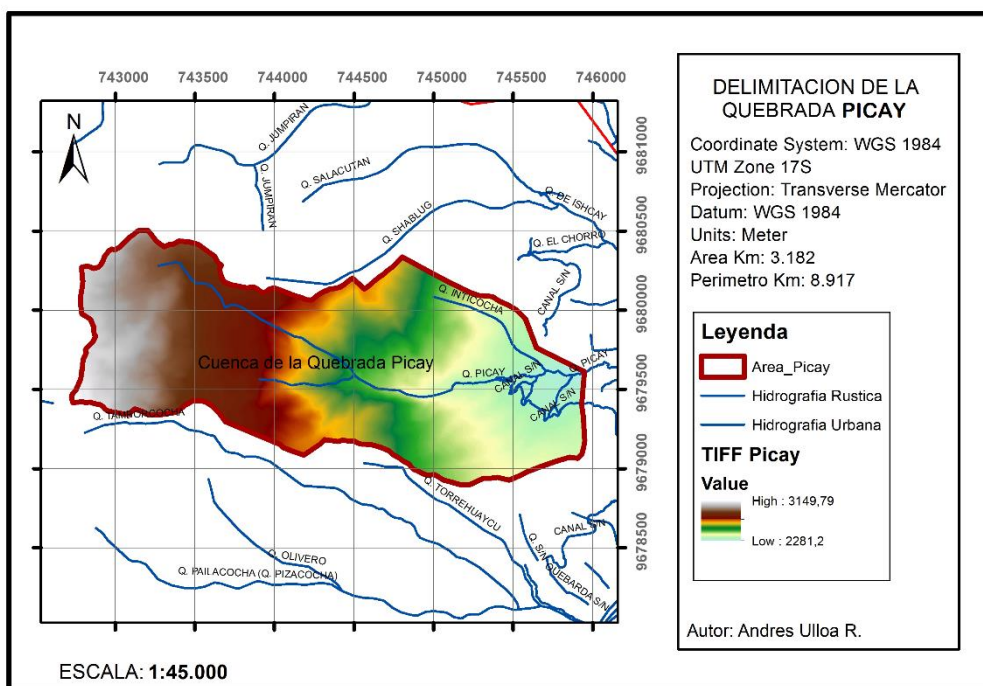 743000 743500 744000 744500 745000 745500 746000
N
9681000
9680500
9680000
9679500
9679000
9678500
Q. JUMPIRAN
Q. JUMPIRAN
Q. SALACUTAN
Q. DE ISHCAY
Q. SHABLUG
Q. EL CHORRO
CANAL S/N
Q. INTICOCHA
Cuenca de la Quebrada Picay
Q. PICAY
CANAL S/N
Q. PICAY
CANAL S/N
Q. TORREHUAYCU
CANAL S/N
Q. OLIVERO
Q. PAILACOCHA (Q. PIZACOCHA)
Q. S/N
QUEBARDA S/N
ESCALA: 1:45.000
DELIMITACION DE LA
QUEBRADA PICAY
Coordinate System: WGS 1984
UTM Zone 17S
Projection: Transverse Mercator
Datum: WGS 1984
Units: Meter
Area Km: 3.182
Perimetro Km: 8.917
Leyenda
Area_Picay
Hidrografia Rustica
Hidrografia Urbana
TIFF Picay
Value
High : 3149,79
Low : 2281,2
Autor: Andres Ulloa R.